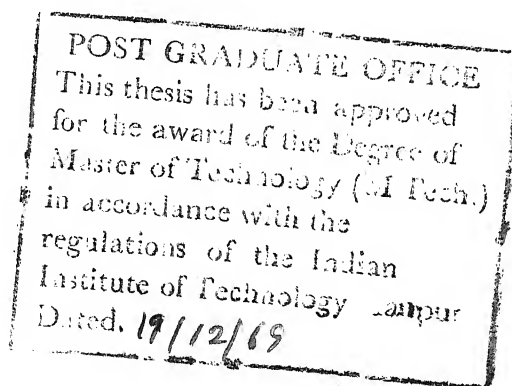 POST GRADUATE OFFICE
This thesis has been approved
for the award of the Degree of
Master of Technology (M Tech.)
in accordance with the
regulations of the Indian
Institute of Technology Kanpur
Dated. 19/12/69